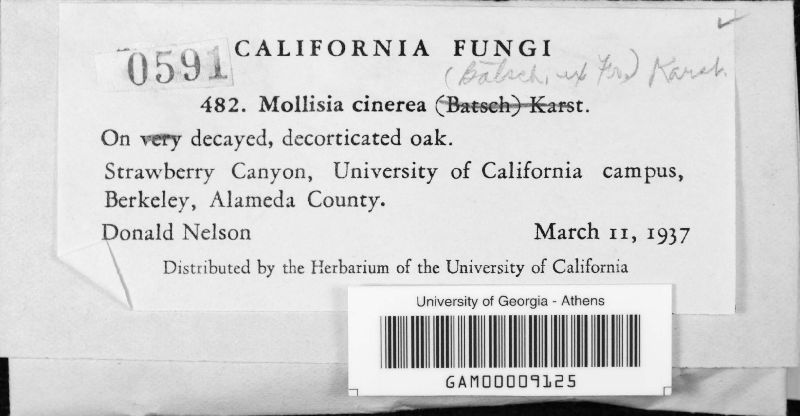 0591 CALIFORNIA FUNGI
(Batsch. ex Fr.) Karst.
482. Mollisia cinerea (Batsch) Karst.
On very decayed, decorticated oak.
Strawberry Canyon, University of California campus,
Berkeley, Alameda County.
Donald Nelson March 11, 1937
Distributed by the Herbarium of the University of California
University of Georgia - Athens
GAM00009125